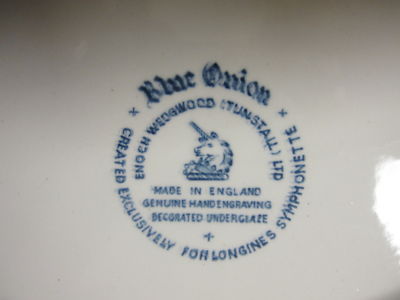 Blue Onion
ENOCH WEDGWOOD (TUNSTALL) LTD
MADE IN ENGLAND
GENUINE HANDENGRAVING
DECORATED UNDERGLAZE
CREATED EXCLUSIVELY FOR LONGINES SYMPHONETTE